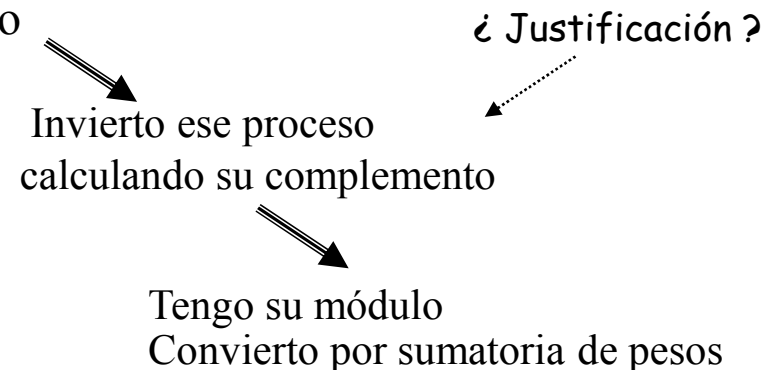 o
¿ Justificación ?
Invierto ese proceso
calculando su complemento
Tengo su módulo
Convierto por sumatoria de pesos